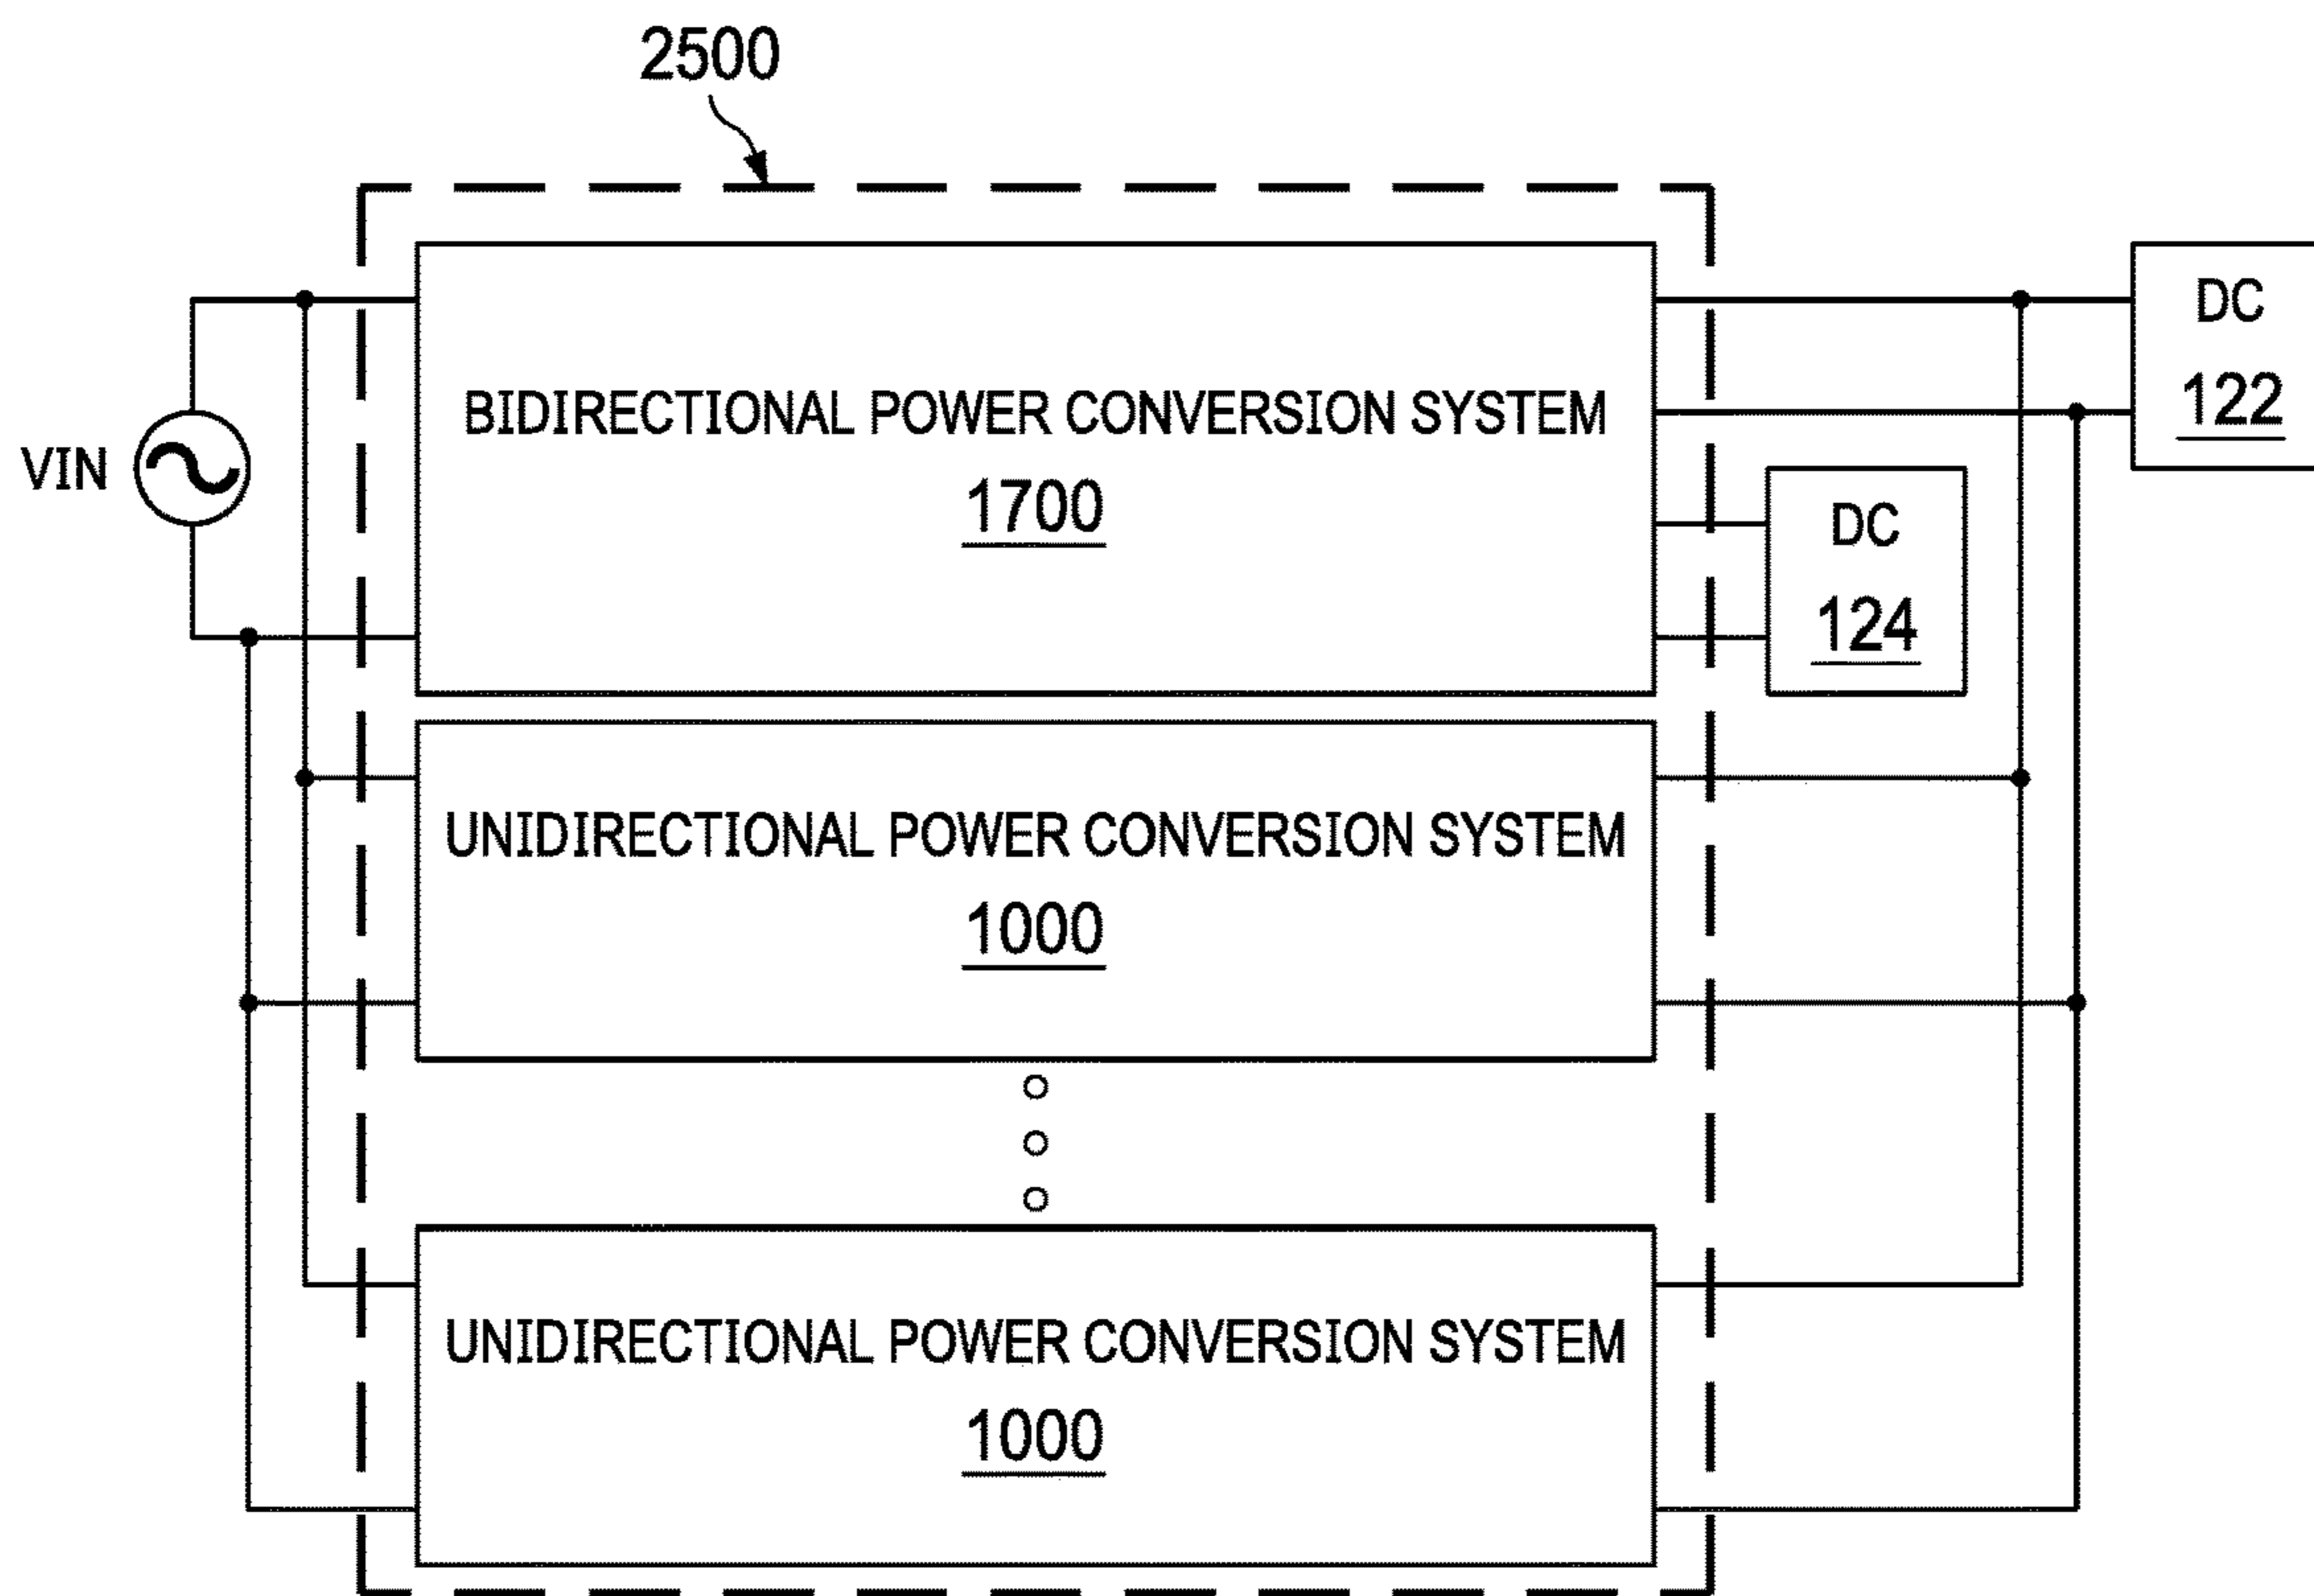 2500
VIN
BIDIRECTIONAL POWER CONVERSION SYSTEM
1700
DC
122
DC
124
UNIDIRECTIONAL POWER CONVERSION SYSTEM
1000
UNIDIRECTIONAL POWER CONVERSION SYSTEM
1000